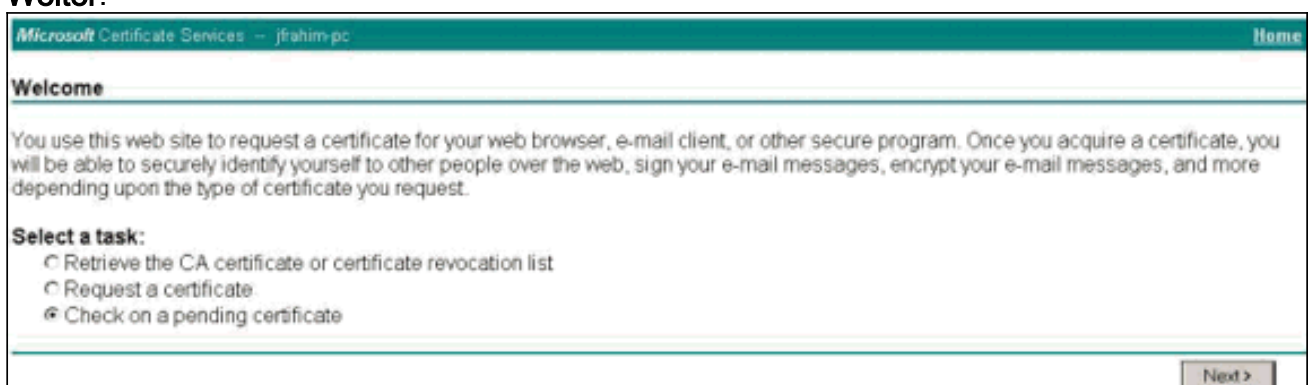 Weiter.
Microsoft Certificate Services -- jfrahim-pc Home
Welcome
You use this web site to request a certificate for your web browser, e-mail client, or other secure program. Once you acquire a certificate, you
will be able to securely identify yourself to other people over the web, sign your e-mail messages, encrypt your e-mail messages, and more
depending upon the type of certificate you request.
Select a task:
Retrieve the CA certificate or certificate revocation list
Request a certificate
Check on a pending certificate
Next >